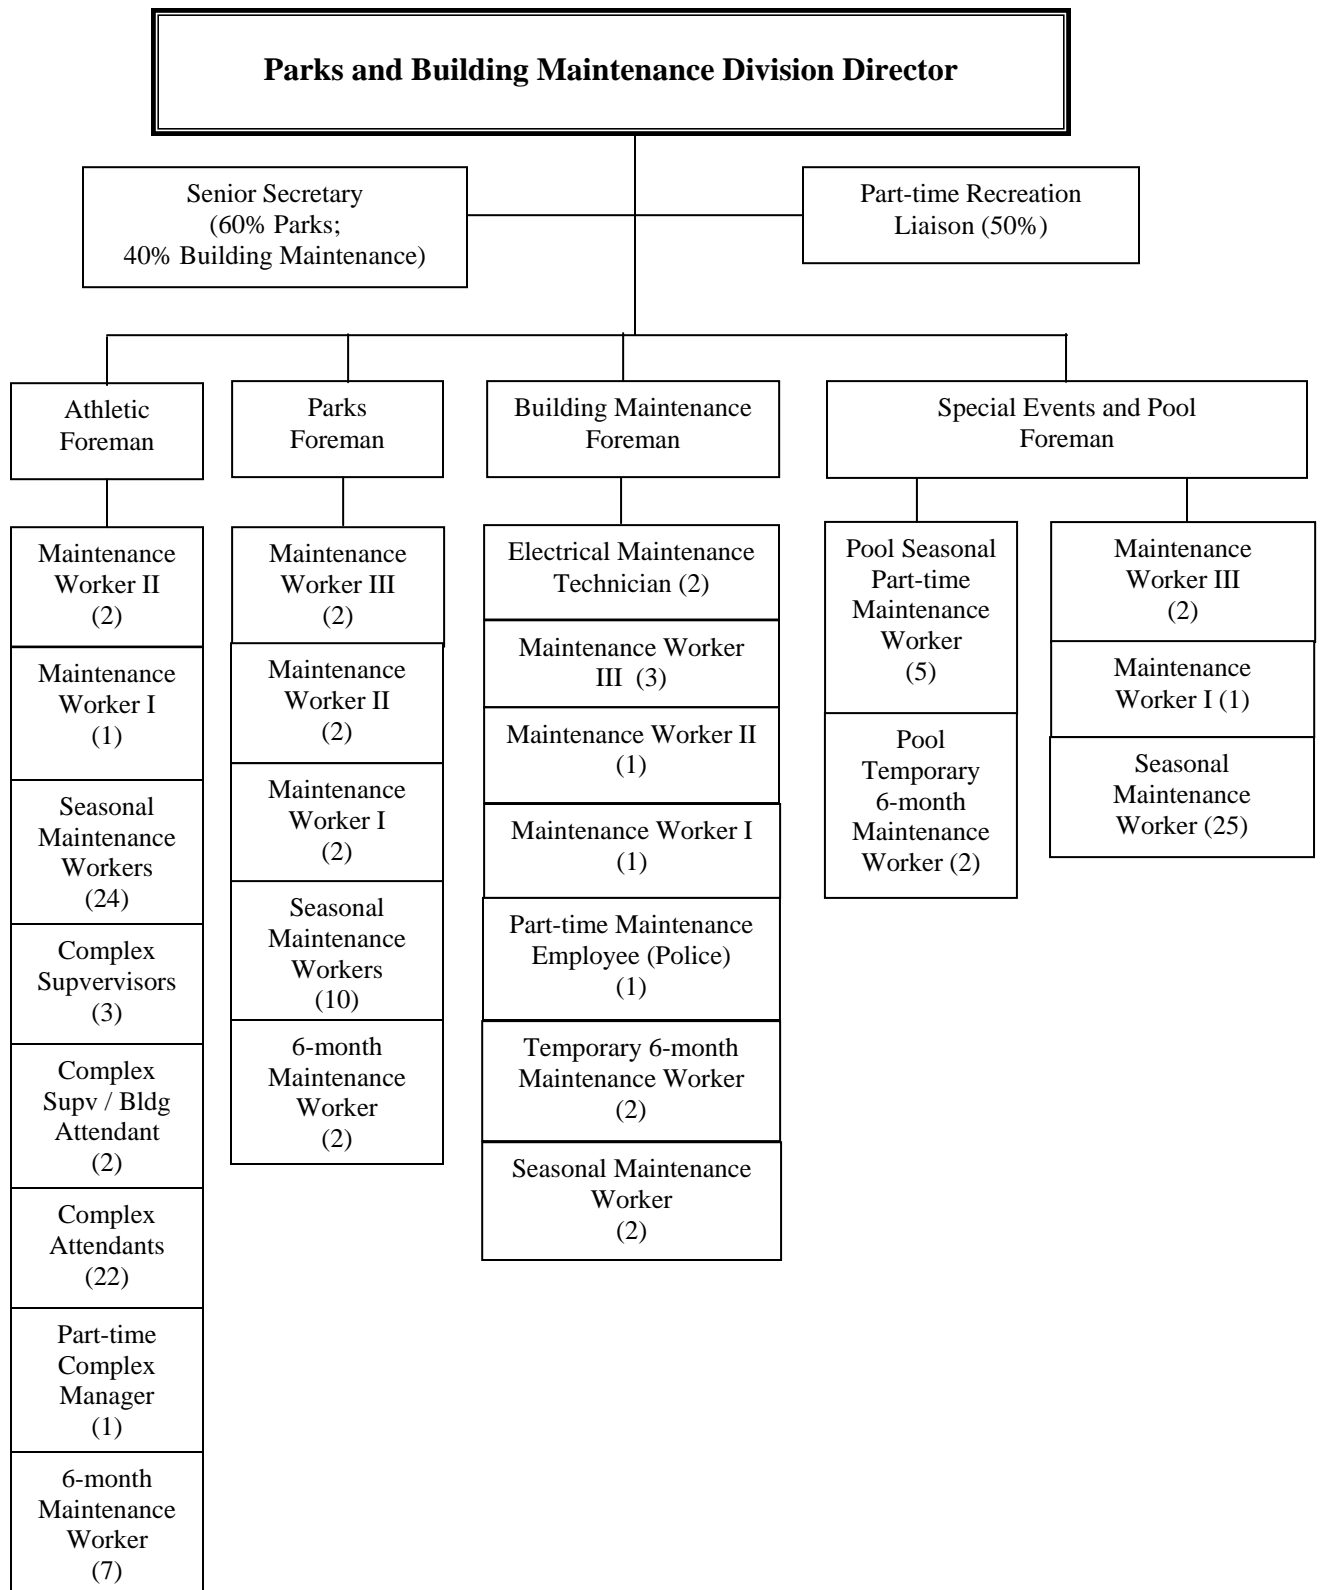 Parks and Building Maintenance Division Director
Senior Secretary
(60% Parks;
40% Building Maintenance)
Part-time Recreation
Liaison (50%)
Athletic
Foreman
Parks
Foreman
Building Maintenance
Foreman
Special Events and Pool
Foreman
Maintenance
Worker II
(2)
Maintenance
Worker I
(1)
Seasonal
Maintenance
Workers
(24)
Complex
Supvervisors
(3)
Complex
Supv / Bldg
Attendant
(2)
Complex
Attendants
(22)
Part-time
Complex
Manager
(1)
6-month
Maintenance
Worker
(7)
Maintenance
Worker III
(2)
Maintenance
Worker II
(2)
Maintenance
Worker I
(2)
Seasonal
Maintenance
Workers
(10)
6-month
Maintenance
Worker
(2)
Electrical Maintenance
Technician (2)
Maintenance Worker
III  (3)
Maintenance Worker II
(1)
Maintenance Worker I
(1)
Part-time Maintenance
Employee (Police)
(1)
Temporary 6-month
Maintenance Worker
(2)
Seasonal Maintenance
Worker
(2)
Pool Seasonal
Part-time
Maintenance
Worker
(5)
Pool
Temporary
6-month
Maintenance
Worker (2)
Maintenance
Worker III
(2)
Maintenance
Worker I (1)
Seasonal
Maintenance
Worker (25)